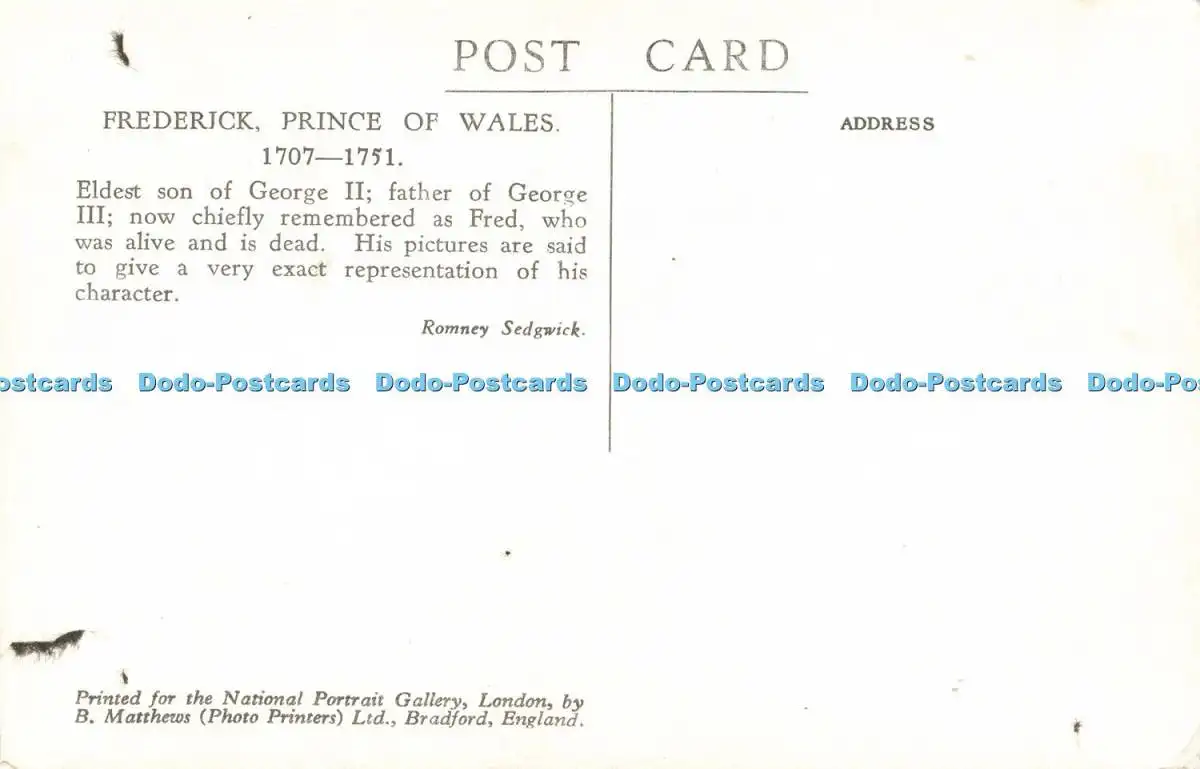 POST CARD
FREDERICK, PRINCE OF WALES.
1707—1751.
Eldest son of George II; father of George
III; now chiefly remembered as Fred, who
was alive and is dead. His pictures are said
to give a very exact representation of his
character.
Romney Sedgwick.
ADDRESS
ostcards Dodo-Postcards Dodo-Postcards Dodo-Postcards Dodo-Postcards Dodo-Pos
Printed for the National Portrait Gallery, London, by
B. Matthews (Photo Printers) Ltd., Bradford, England.